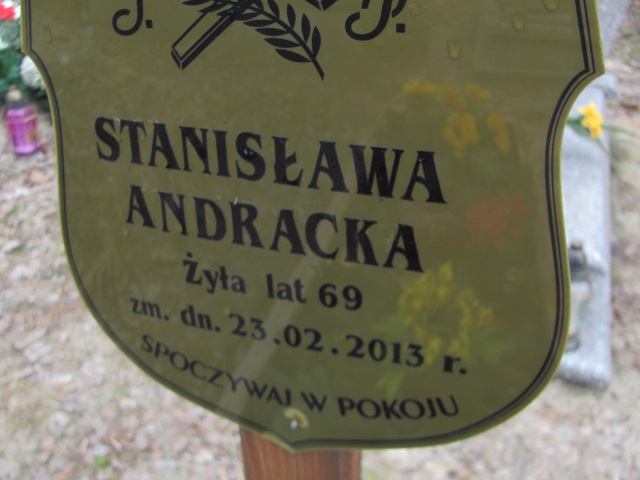 Ś. P.
STANISŁAWA
ANDRACKA
Żyła lat 69
zm. dn. 23.02.2013 r.
SPOCZYWAJ W POKOJU